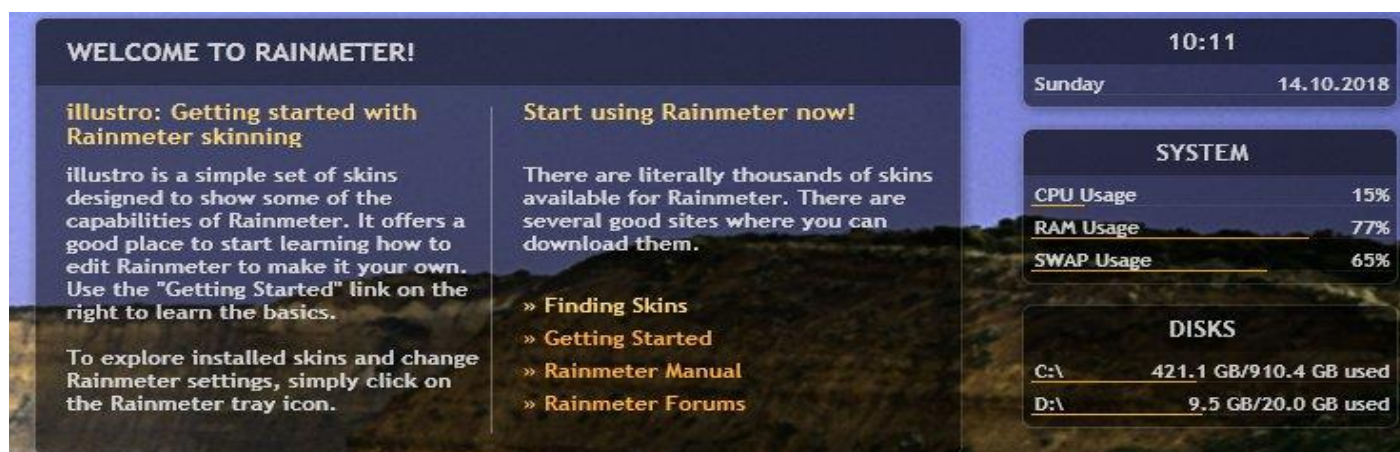 WELCOME TO RAINMETER!
illustro: Getting started with
Rainmeter skinning
illustro is a simple set of skins
designed to show some of the
capabilities of Rainmeter. It offers a
good place to start learning how to
edit Rainmeter to make it your own.
Use the "Getting Started" link on the
right to learn the basics.
To explore installed skins and change
Rainmeter settings, simply click on
the Rainmeter tray icon.
Start using Rainmeter now!
There are literally thousands of skins
available for Rainmeter. There are
several good sites where you can
download them.
» Finding Skins
» Getting Started
» Rainmeter Manual
» Rainmeter Forums
10:11
Sunday 14.10.2018
SYSTEM
CPU Usage 15%
RAM Usage 77%
SWAP Usage 65%
DISKS
C:\ 421.1 GB/910.4 GB used
D:\ 9.5 GB/20.0 GB used